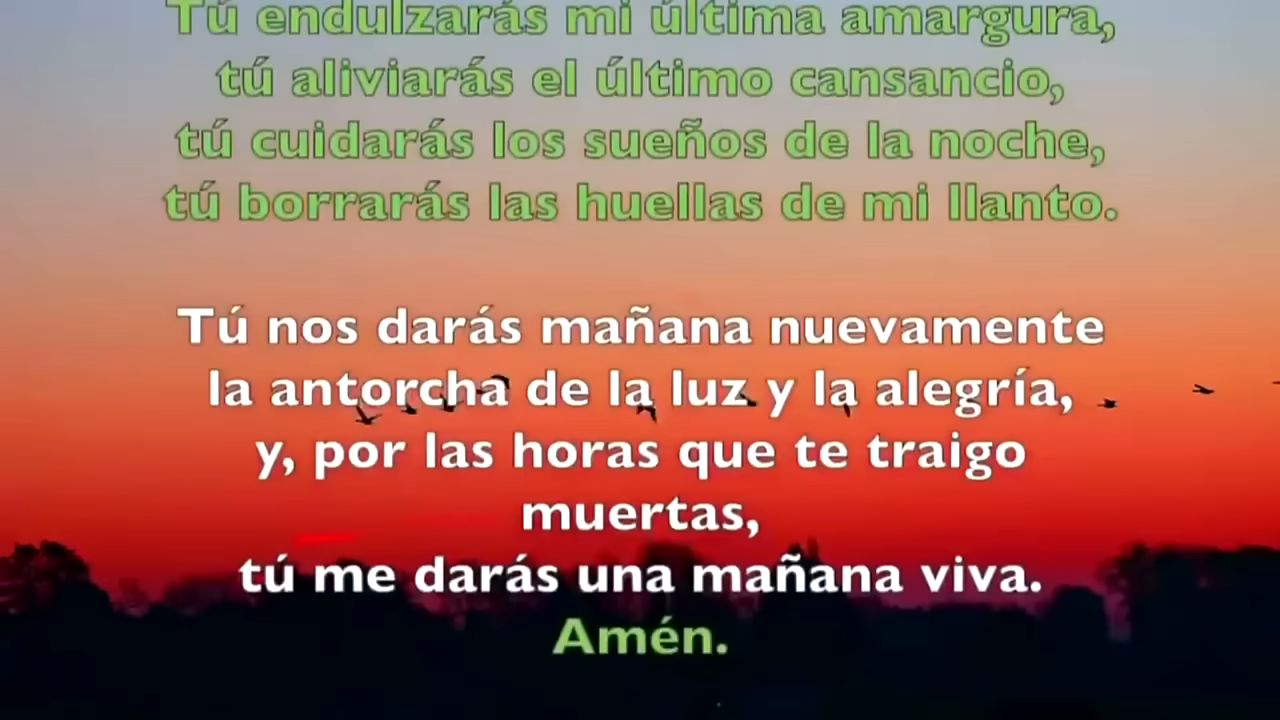 Tú endulzarás mi última amargura,
tú aliviarás el último cansancio,
tú cuidarás los sueños de la noche,
tú borrarás las huellas de mi llanto.
Tú nos darás mañana nuevamente
la antorcha de la luz y la alegría,
y, por las horas que te traigo
muertas,
tú me darás una mañana viva.
Amén.